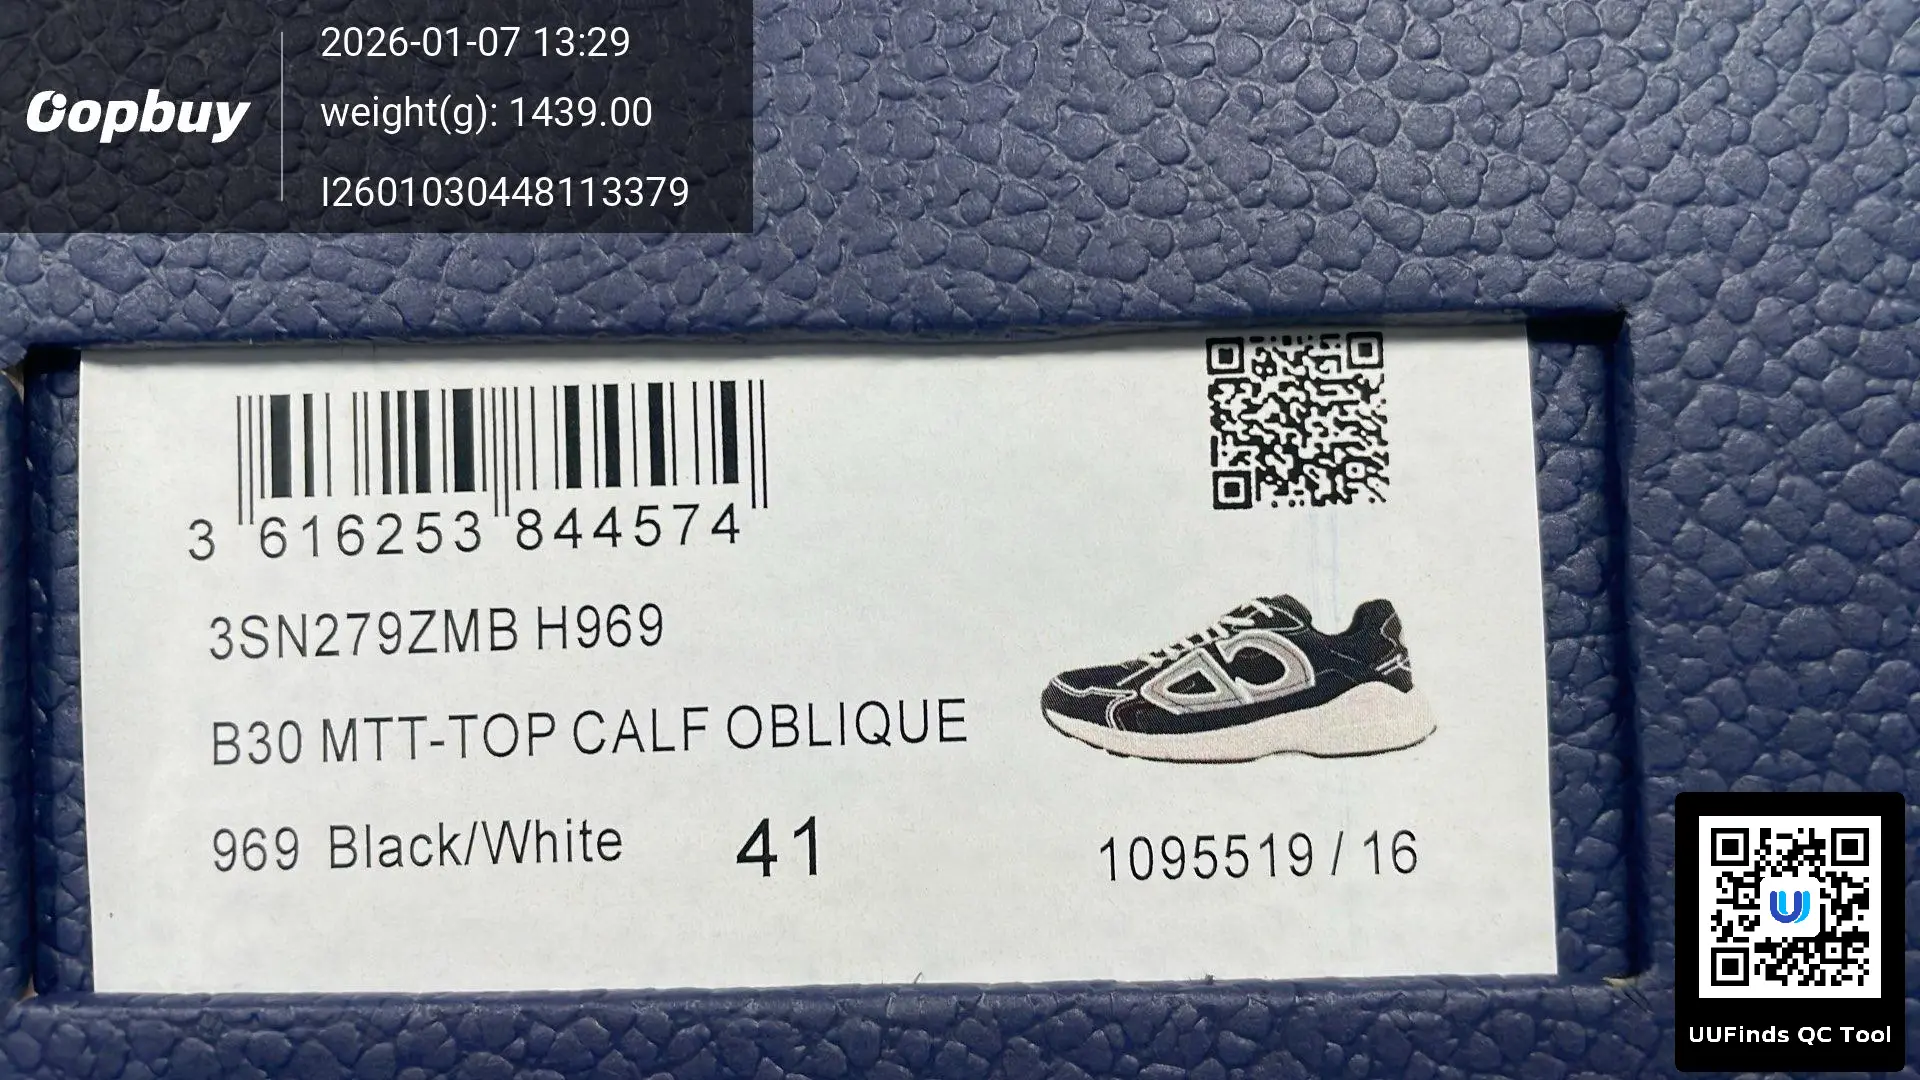 Oopbuy
2026-01-07 13:29
weight(g): 1439.00
I2601030448113379
3 616253 844574
3SN279ZMB H969
B30 MTT-TOP CALF OBLIQUE
969 Black/White 41
1095519 / 16
UUFinds QC Tool